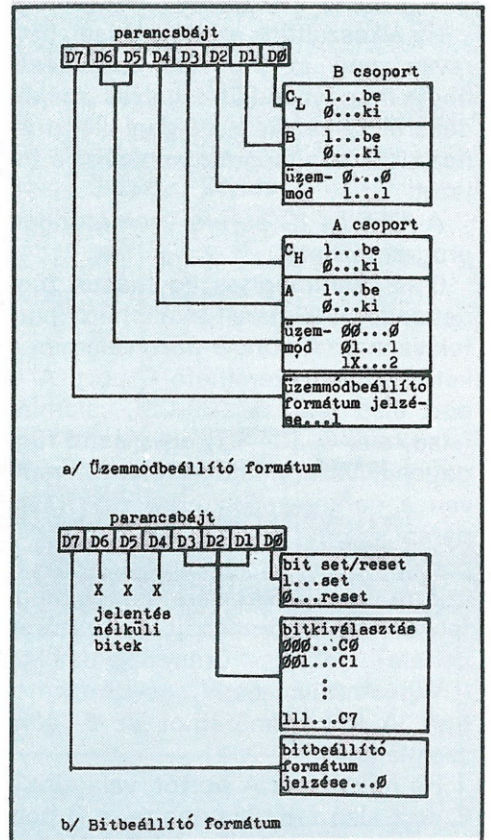 parancsbájt
D7 D6 D5 D4 D3 D2 D1 DØ
B csoport
C_L 1...be
Ø...ki
B 1...be
Ø...ki
üzem- Ø...Ø
mód 1...1
A csoport
C_H 1...be
Ø...ki
A 1...be
Ø...ki
üzem- ØØ...Ø
mód Ø1...1
1X...2
üzemmódbeállító
formátum jelzé-
se...1
a/ Üzemmódbeállító formátum
parancsbájt
D7 D6 D5 D4 D3 D2 D1 DØ
X X X
jelentés
nélküli
bitek
bit set/reset
1...set
Ø...reset
bitkiválasztás
ØØØ...CØ
ØØ1...C1
⋮
111...C7
bitbeállító
formátum
jelzése...Ø
b/ Bitbeállító formátum